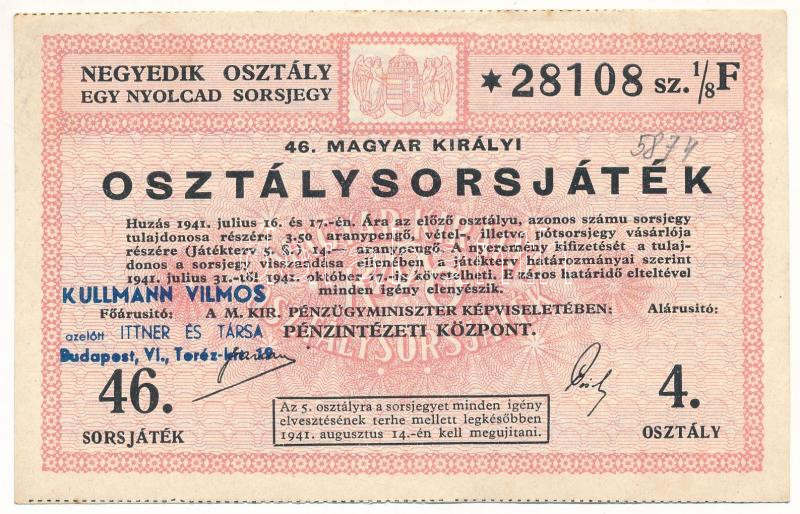 NEGYEDIK OSZTÁLY
EGY NYOLCAD SORSJEGY
✶28108 SZ. 1/8 F
5874
46. MAGYAR KIRÁLYI
OSZTÁLYSORSJÁTÉK
Huzás 1941. julius 16. és 17.-én. Ára az előző osztályu, azonos számu sorsjegy
tulajdonosa részére 3.50 aranypengő, vétel- illetve pótsorsjegy vásárlója
részére (Játékterv 5. §.) 14.— aranypengő. A nyeremény kifizetését a tulaj-
donos a sorsjegy visszaadása ellenében a játékterv határozmányai szerint
1941. julius 31.-től 1941. október 17.-ig követelheti. E záros határidő elteltével
minden igény elenyészik.
KULLMANN VILMOS
Főárusitó: A M. KIR. PÉNZÜGYMINISZTER KÉPVISELETÉBEN: Alárusitó:
azelőtt ITTNER ÉS TÁRSA
PÉNZINTÉZETI KÖZPONT.
Budapest, VI., Teréz-krt 19
46.
SORSJÁTÉK
Az 5. osztályra a sorsjegyet minden igény
elvesztésének terhe mellett legkésőbben
1941. augusztus 14.-én kell megujitani.
4.
OSZTÁLY